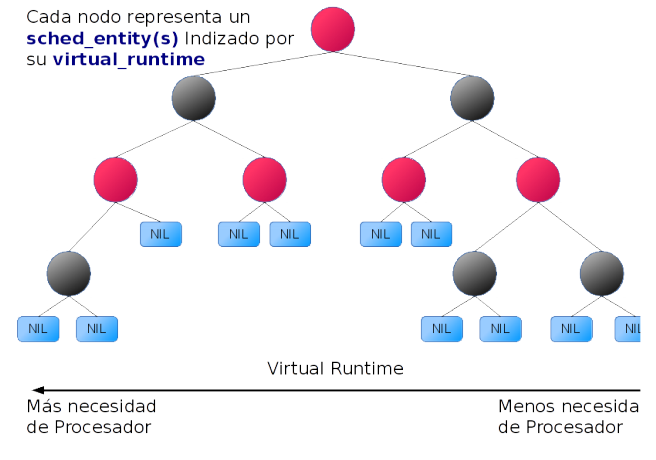 Cada nodo representa un
sched_entity(s) Indizado por
su virtual_runtime
NIL
NIL NIL
NIL NIL
NIL NIL
NIL NIL
NIL NI
Virtual Runtime
Más necesidad
de Procesador
Menos necesida
de Procesador